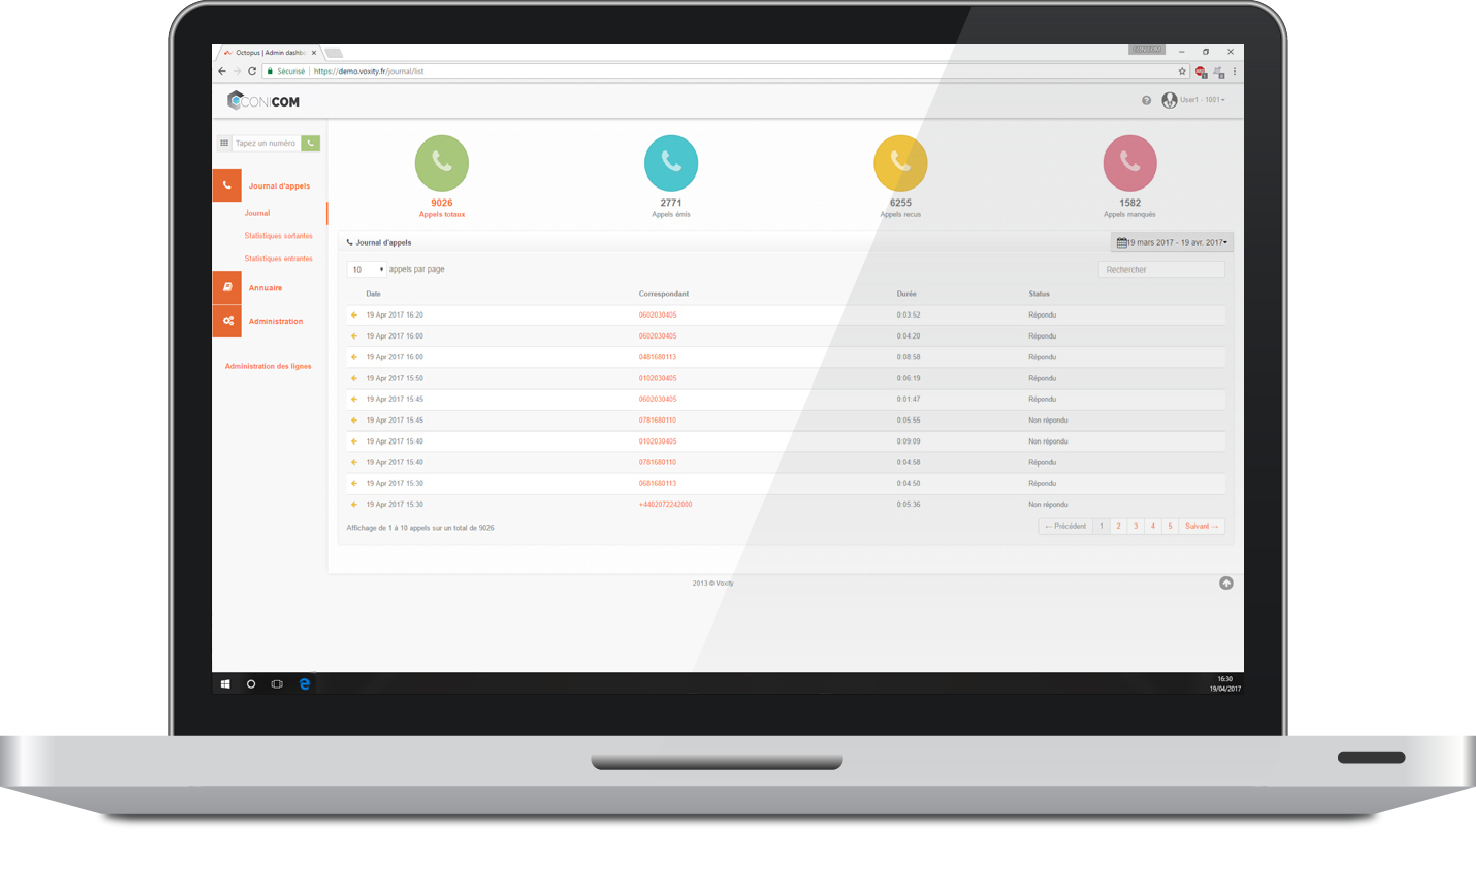 Octopus | Admin dashbo
CONICOM
Sécurisé | https://demo.voxity.fr/journal/list
CONICOM
User1 - 1001
Tapez un numéro
Journal d'appels
Journal
Statistiques sortantes
Statistiques entrantes
Annuaire
Administration
Administration des lignes
9026
Appels totaux
2771
Appels émis
6255
Appels recus
1582
Appels manqués
Journal d'appels
19 mars 2017 - 19 avr. 2017
10 appels par page
Rechercher
Date Correspondant Durée Status
19 Apr 2017 16:20 0602030405 0:03:52 Répondu
19 Apr 2017 16:00 0602030405 0:04:20 Répondu
19 Apr 2017 16:00 0481680113 0:08:58 Répondu
19 Apr 2017 15:50 0102030405 0:06:19 Répondu
19 Apr 2017 15:45 0602030405 0:01:47 Répondu
19 Apr 2017 15:45 0781680110 0:05:55 Non répondu
19 Apr 2017 15:40 0102030405 0:09:09 Non répondu
19 Apr 2017 15:40 0781680110 0:04:58 Répondu
19 Apr 2017 15:30 0681680113 0:04:50 Répondu
19 Apr 2017 15:30 +4402072242000 0:05:36 Non répondu
Affichage de 1 à 10 appels sur un total de 9026
← Précédent 1 2 3 4 5 Suivant →
2013 © Voxity
16:30
19/04/2017